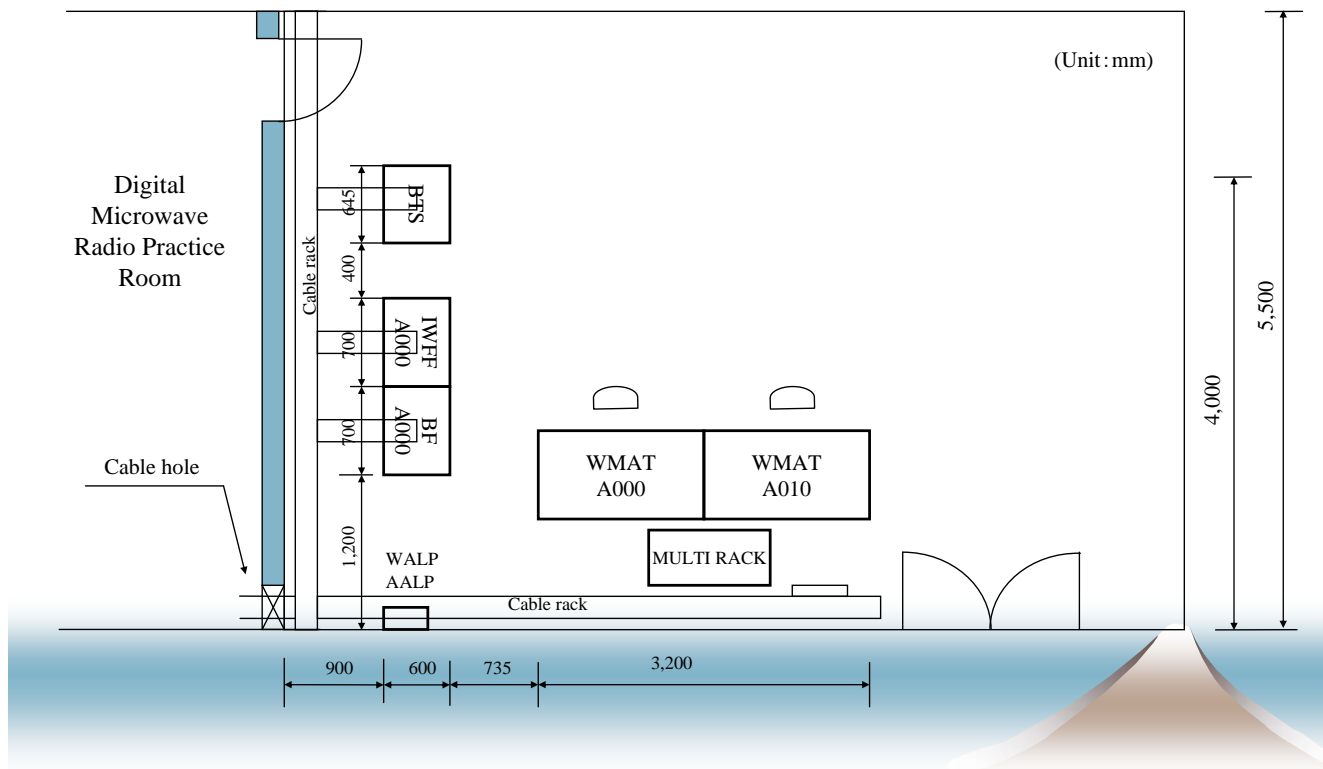 (Unit:mm)
Digital
Microwave
Radio Practice
Room
Cable rack
645
BTS
400
700
IWFF
A000
700
BF
A000
1,200
Cable hole
WMAT
A000
WMAT
A010
MULTI RACK
WALP
AALP
Cable rack
4,000
5,500
900
600
735
3,200